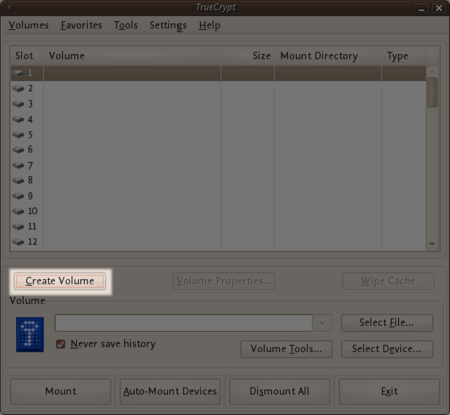 TrueCrypt
Volumes Favorites Tools Settings Help
Slot Volume Size Mount Directory Type
1
2
3
4
5
6
7
8
9
10
11
12
Create Volume Volume Properties... Wipe Cache
Volume
Select File...
Never save history
Volume Tools... Select Device...
Mount Auto-Mount Devices Dismount All Exit